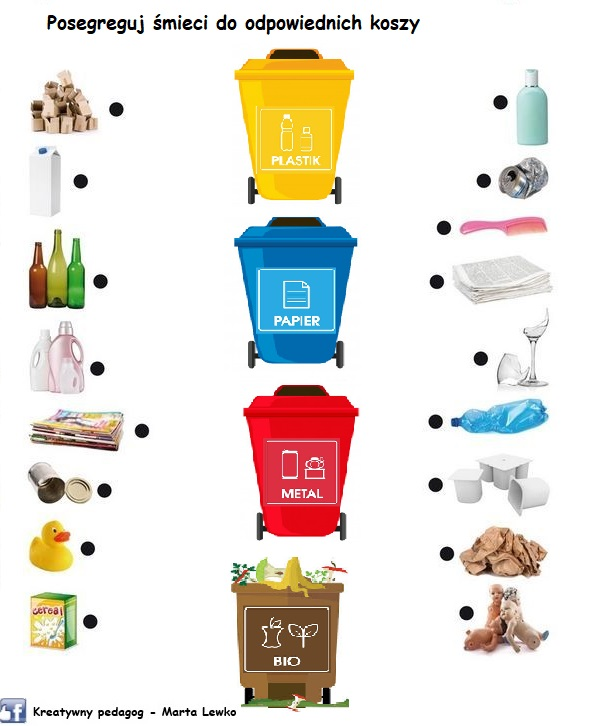 Posegreguj śmieci do odpowiednich koszy
PLASTIK
PAPIER
METAL
cereal
BIO
f Kreatywny pedagog - Marta Lewko